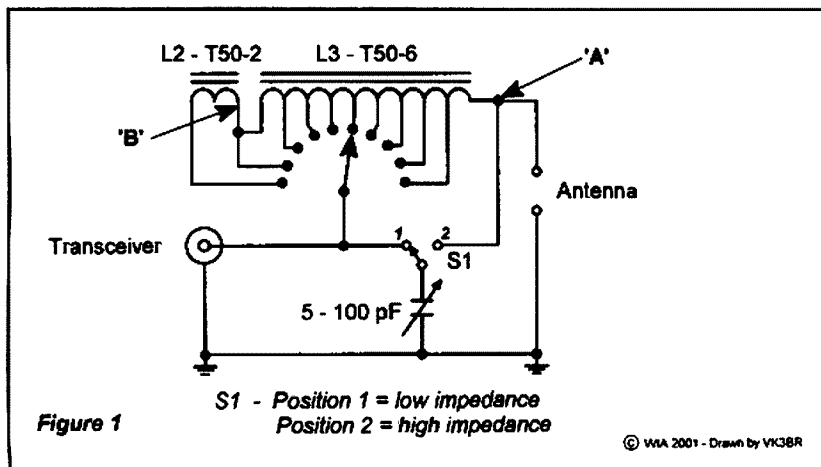 L2 - T50-2
L3 - T50-6
'A'
'B'
Antenna
Transceiver
1
2
S1
5 - 100 pF
S1 - Position 1 = low impedance
Position 2 = high impedance
Figure 1
© WIA 2001 - Drawn by VK3BR